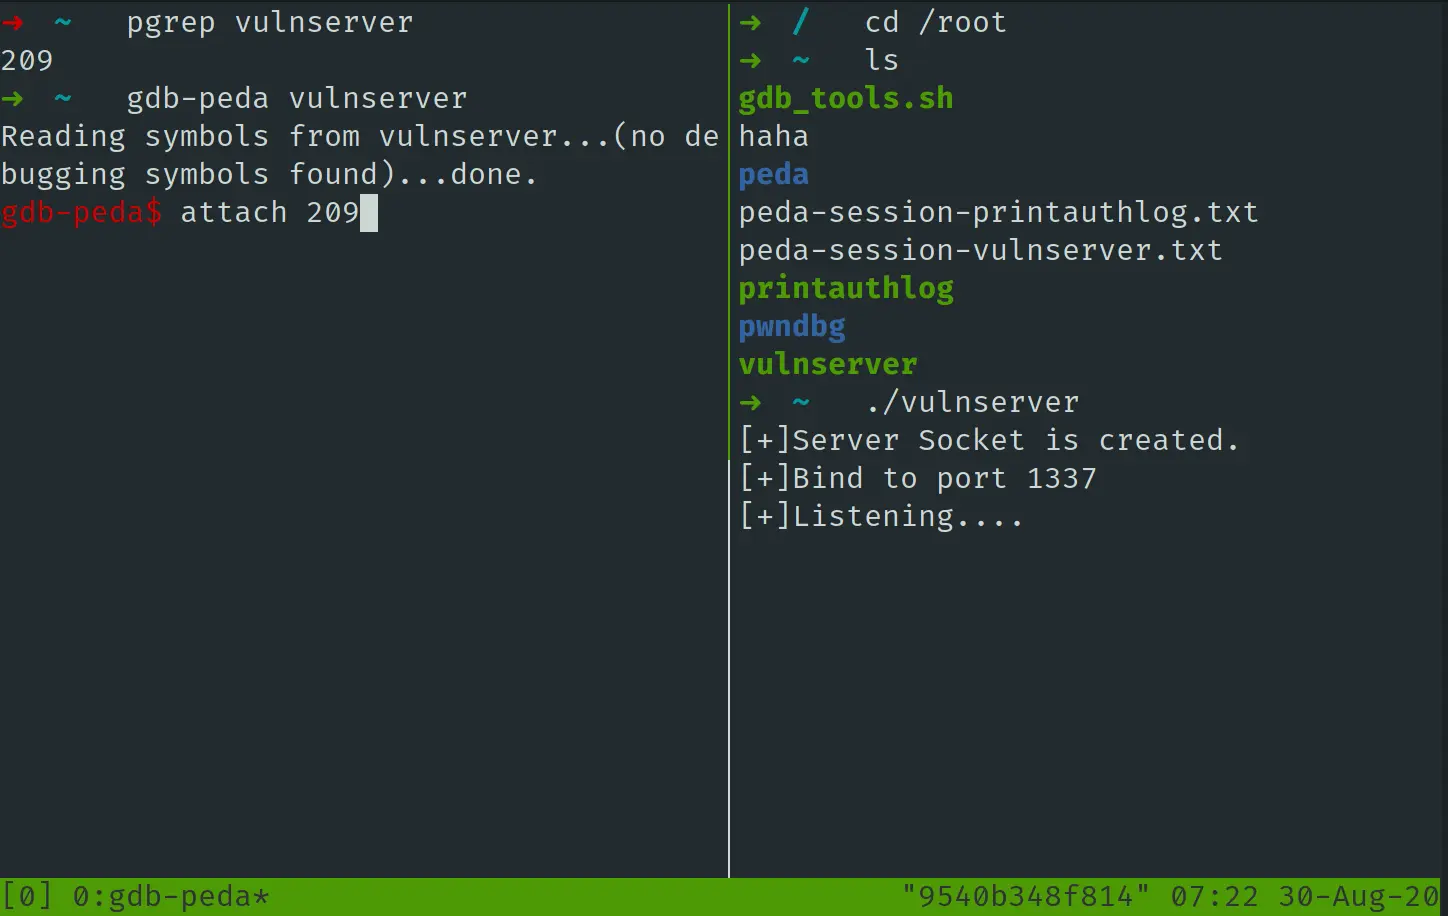 ➜  ~   pgrep vulnserver
209
➜  ~   gdb-peda vulnserver
Reading symbols from vulnserver...(no de
bugging symbols found)...done.
gdb-peda$ attach 209
➜  /   cd /root
➜  ~   ls
gdb_tools.sh
haha
peda
peda-session-printauthlog.txt
peda-session-vulnserver.txt
printauthlog
pwndbg
vulnserver
➜  ~   ./vulnserver
[+]Server Socket is created.
[+]Bind to port 1337
[+]Listening....
[0] 0:gdb-peda* "9540b348f814" 07:22 30-Aug-20